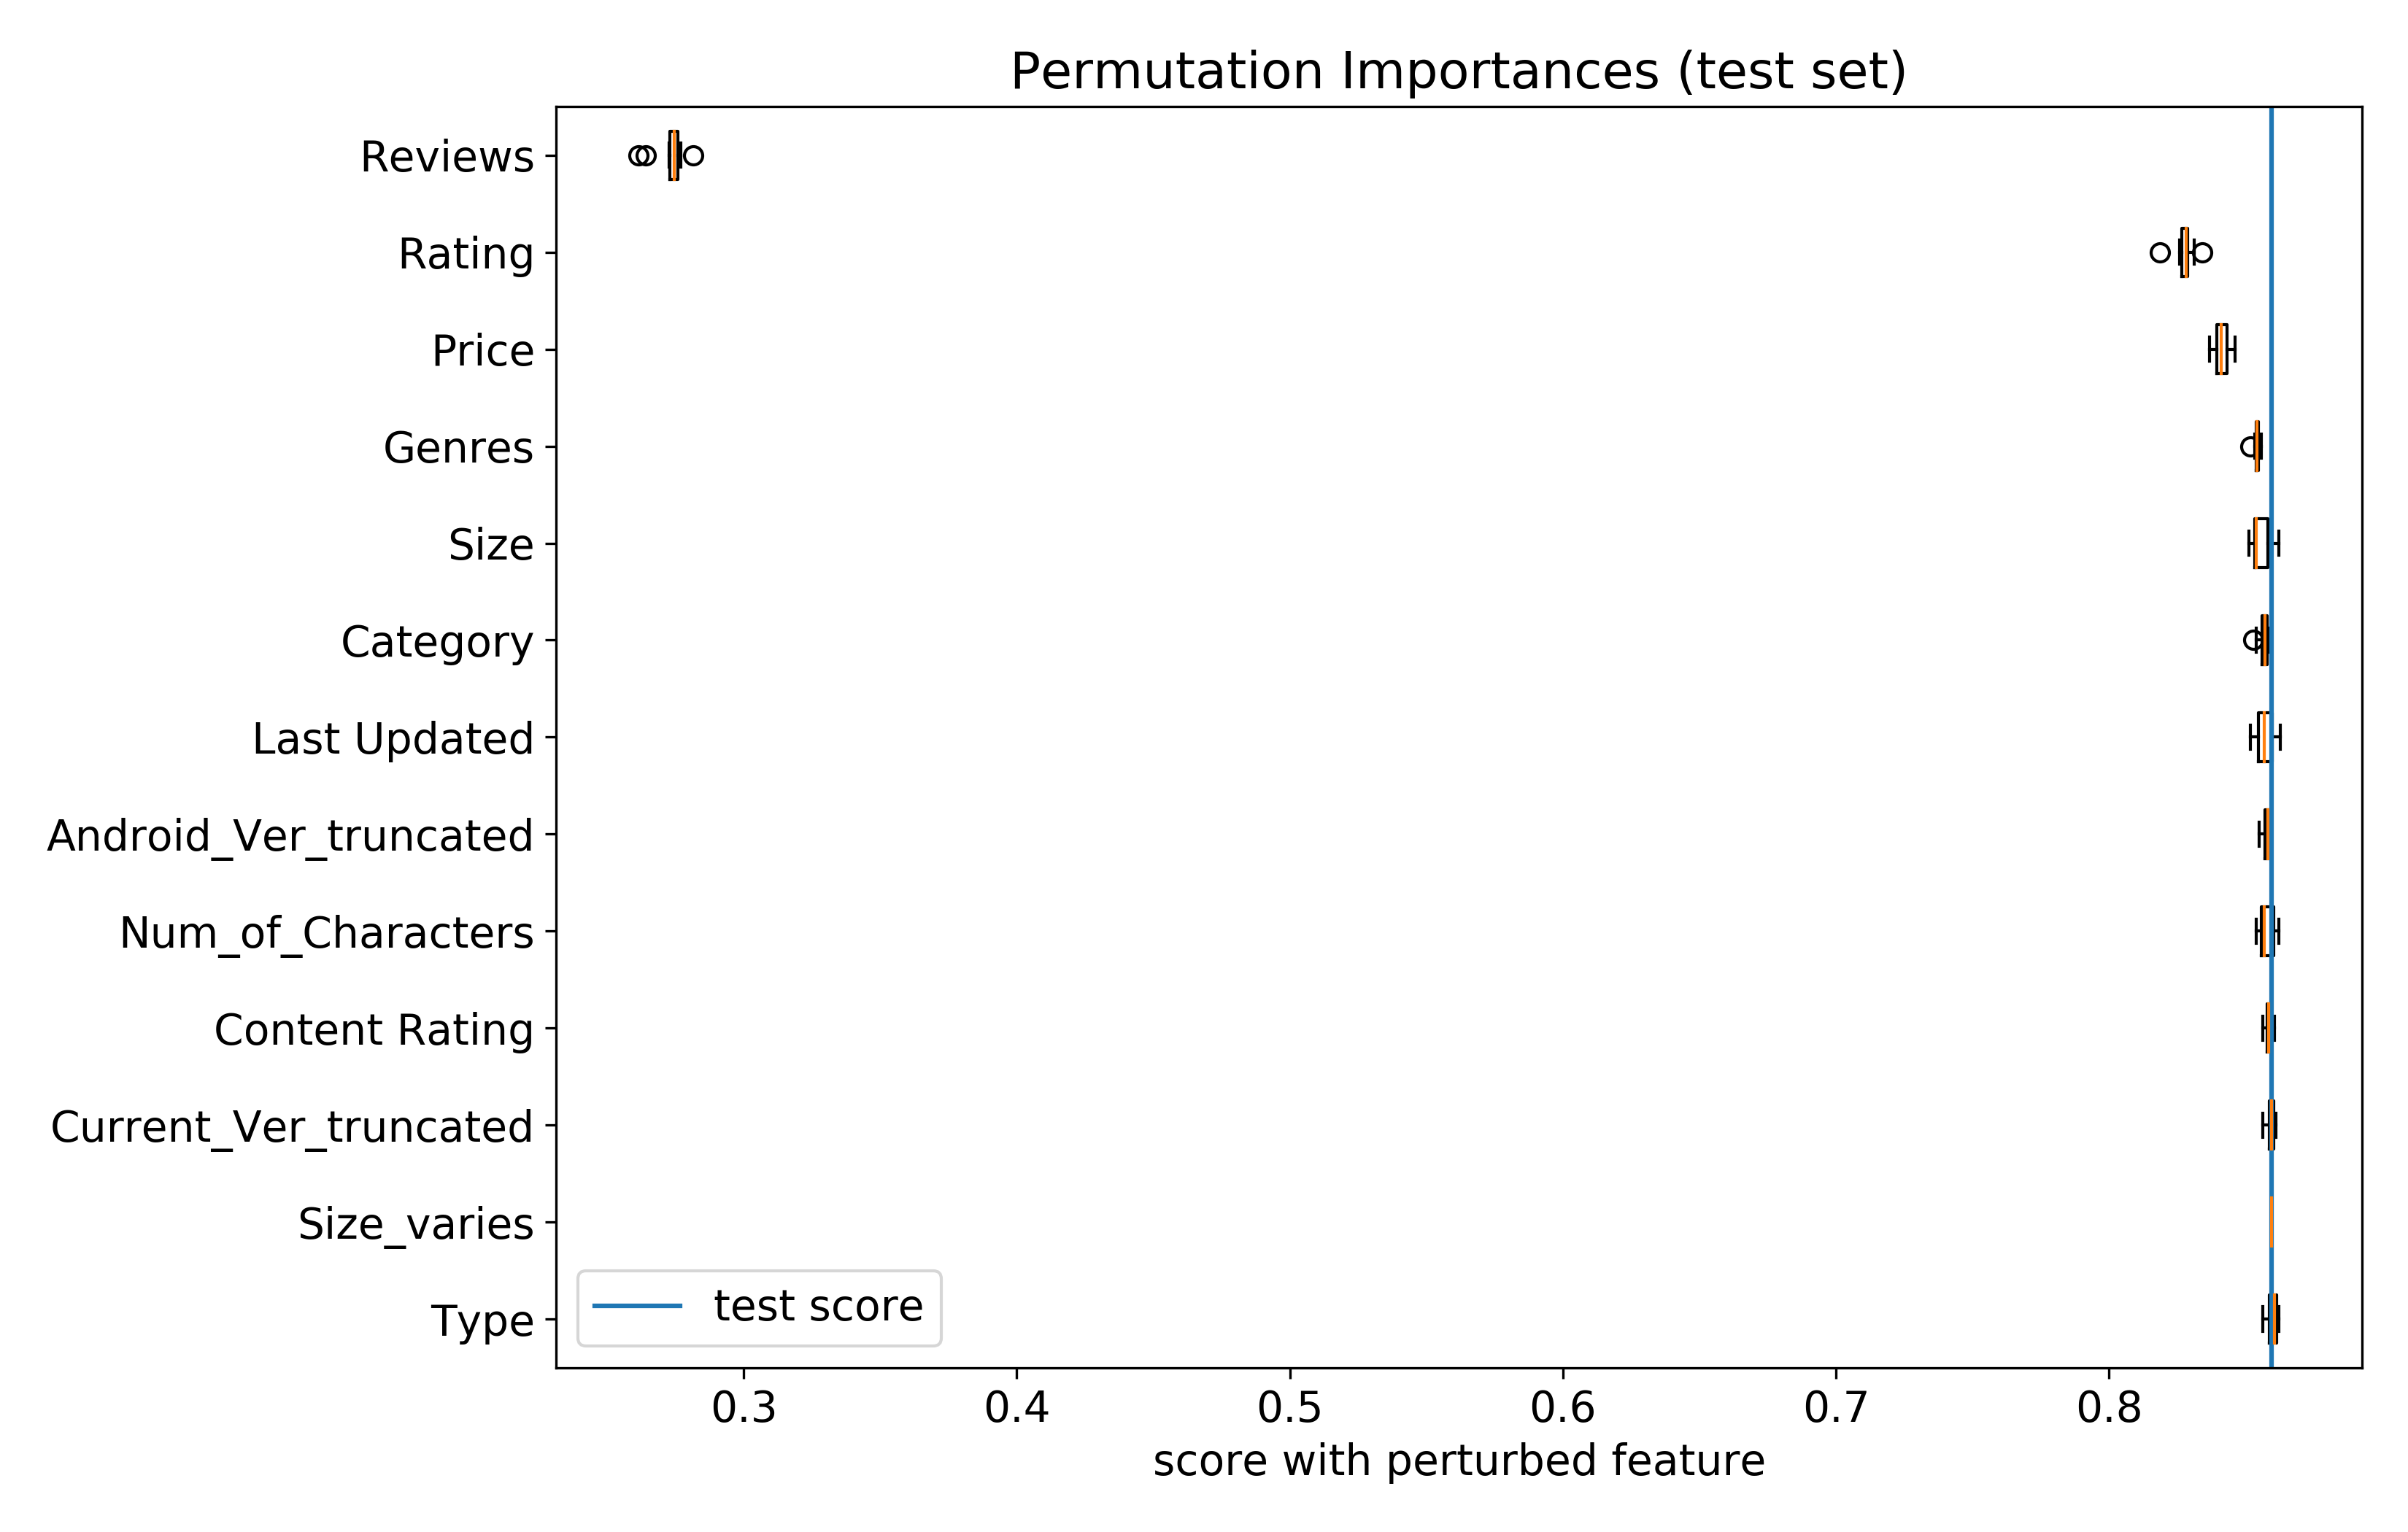 Permutation Importances (test set)
Reviews
Rating
Price
Genres
Size
Category
Last Updated
Android_Ver_truncated
Num_of_Characters
Content Rating
Current_Ver_truncated
Size_varies
Type
test score
0.3 0.4 0.5 0.6 0.7 0.8
score with perturbed feature